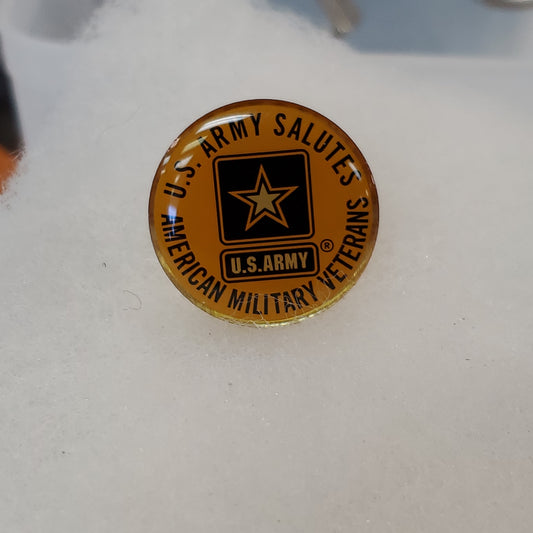 U.S. ARMY SALUTES
U.S.ARMY ®
AMERICAN MILITARY VETERANS